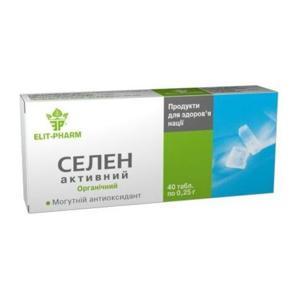 ELIT-PHARM
Продукти
для здоров'я
нації
СЕЛЕН
активний
Органічний
• Могутній антиоксидант
40 табл.
по 0,25 г